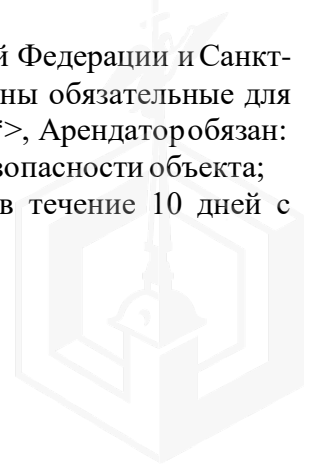 й Федерации и Санкт-
ны обязательные для
>, Арендатор обязан:
зопасности объекта;
в течение 10 дней с